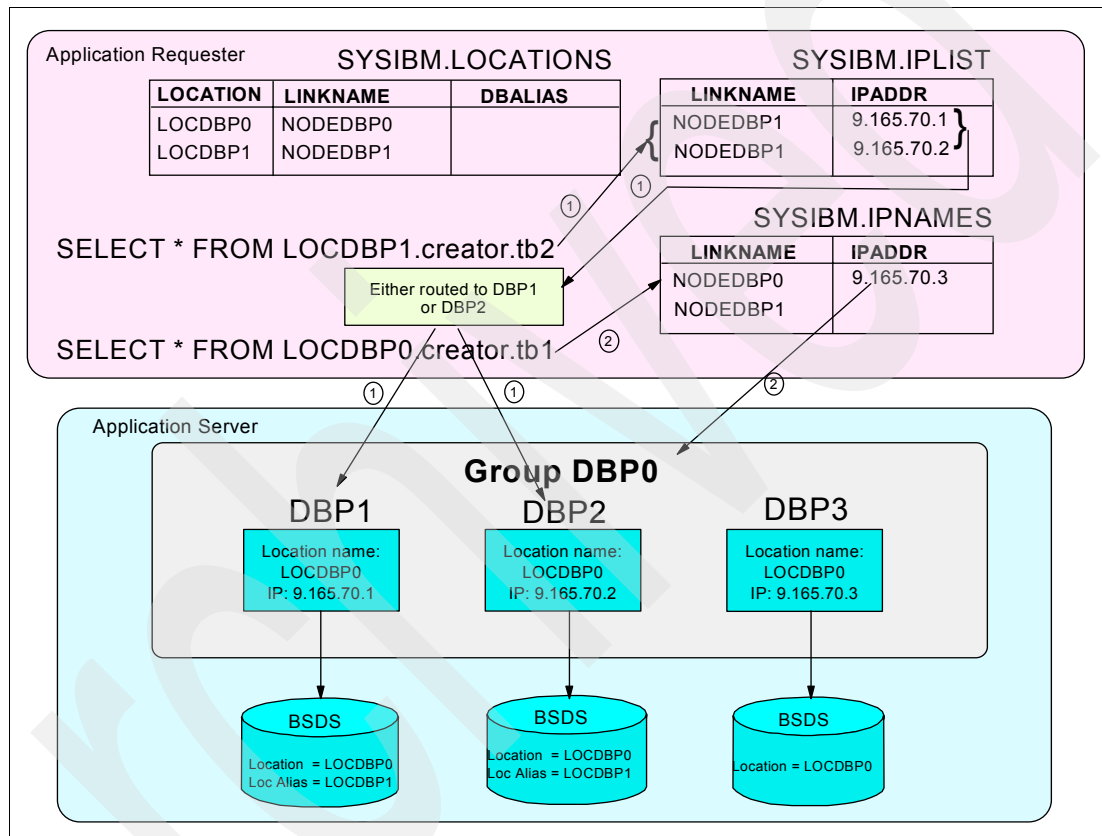 Application Requester
SYSIBM.LOCATIONS
LOCATION LINKNAME DBALIAS
LOCDBP0 NODEDBP0
LOCDBP1 NODEDBP1
SYSIBM.IPLIST
LINKNAME IPADDR
NODEDBP1 9.165.70.1
NODEDBP1 9.165.70.2
1
1
SYSIBM.IPNAMES
LINKNAME IPADDR
NODEDBP0 9.165.70.3
NODEDBP1
SELECT * FROM LOCDBP1.creator.tb2
Either routed to DBP1
or DBP2
SELECT * FROM LOCDBP0.creator.tb1
2
1
1
2
Application Server
Group DBP0
DBP1
Location name:
LOCDBP0
IP: 9.165.70.1
DBP2
Location name:
LOCDBP0
IP: 9.165.70.2
DBP3
Location name:
LOCDBP0
IP: 9.165.70.3
BSDS
Location = LOCDBP0
Loc Alias = LOCDBP1
BSDS
Location = LOCDBP0
Loc Alias = LOCDBP1
BSDS
Location = LOCDBP0